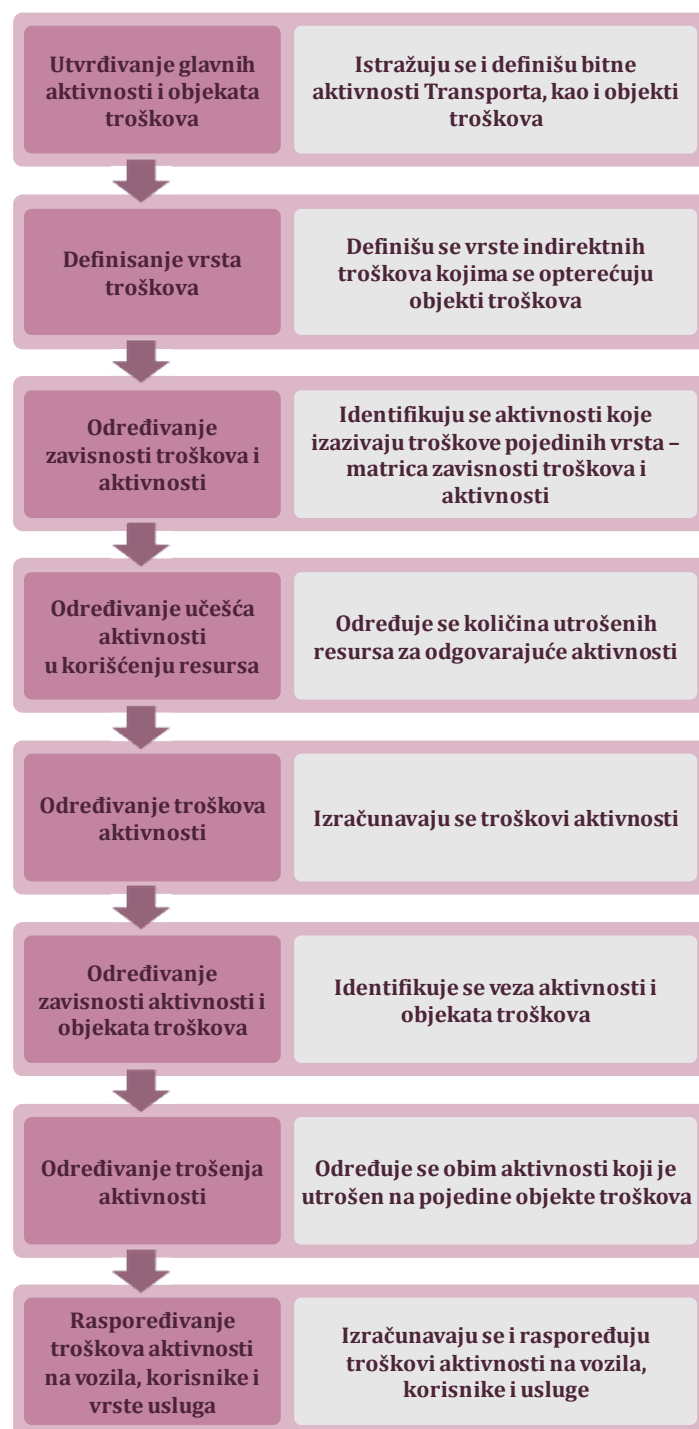 Utvrđivanje glavnih
aktivnosti i objekata
troškova
Istražuju se i definišu bitne
aktivnosti Transporta, kao i objekti
troškova
Definisanje vrsta
troškova
Definišu se vrste indirektnih
troškova kojima se opterećuju
objekti troškova
Određivanje
zavisnosti troškova i
aktivnosti
Identifikuju se aktivnosti koje
izazivaju troškove pojedinih vrsta –
matrica zavisnosti troškova i
aktivnosti
Određivanje učešća
aktivnosti
u korišćenju resursa
Određuje se količina utrošenih
resursa za odgovarajuće aktivnosti
Određivanje troškova
aktivnosti
Izračunavaju se troškovi aktivnosti
Određivanje
zavisnosti aktivnosti i
objekata troškova
Identifikuje se veza aktivnosti i
objekata troškova
Određivanje trošenja
aktivnosti
Određuje se obim aktivnosti koji je
utrošen na pojedine objekte troškova
Raspoređivanje
troškova aktivnosti
na vozila, korisnike i
vrste usluga
Izračunavaju se i raspoređuju
troškovi aktivnosti na vozila,
korisnike i usluge